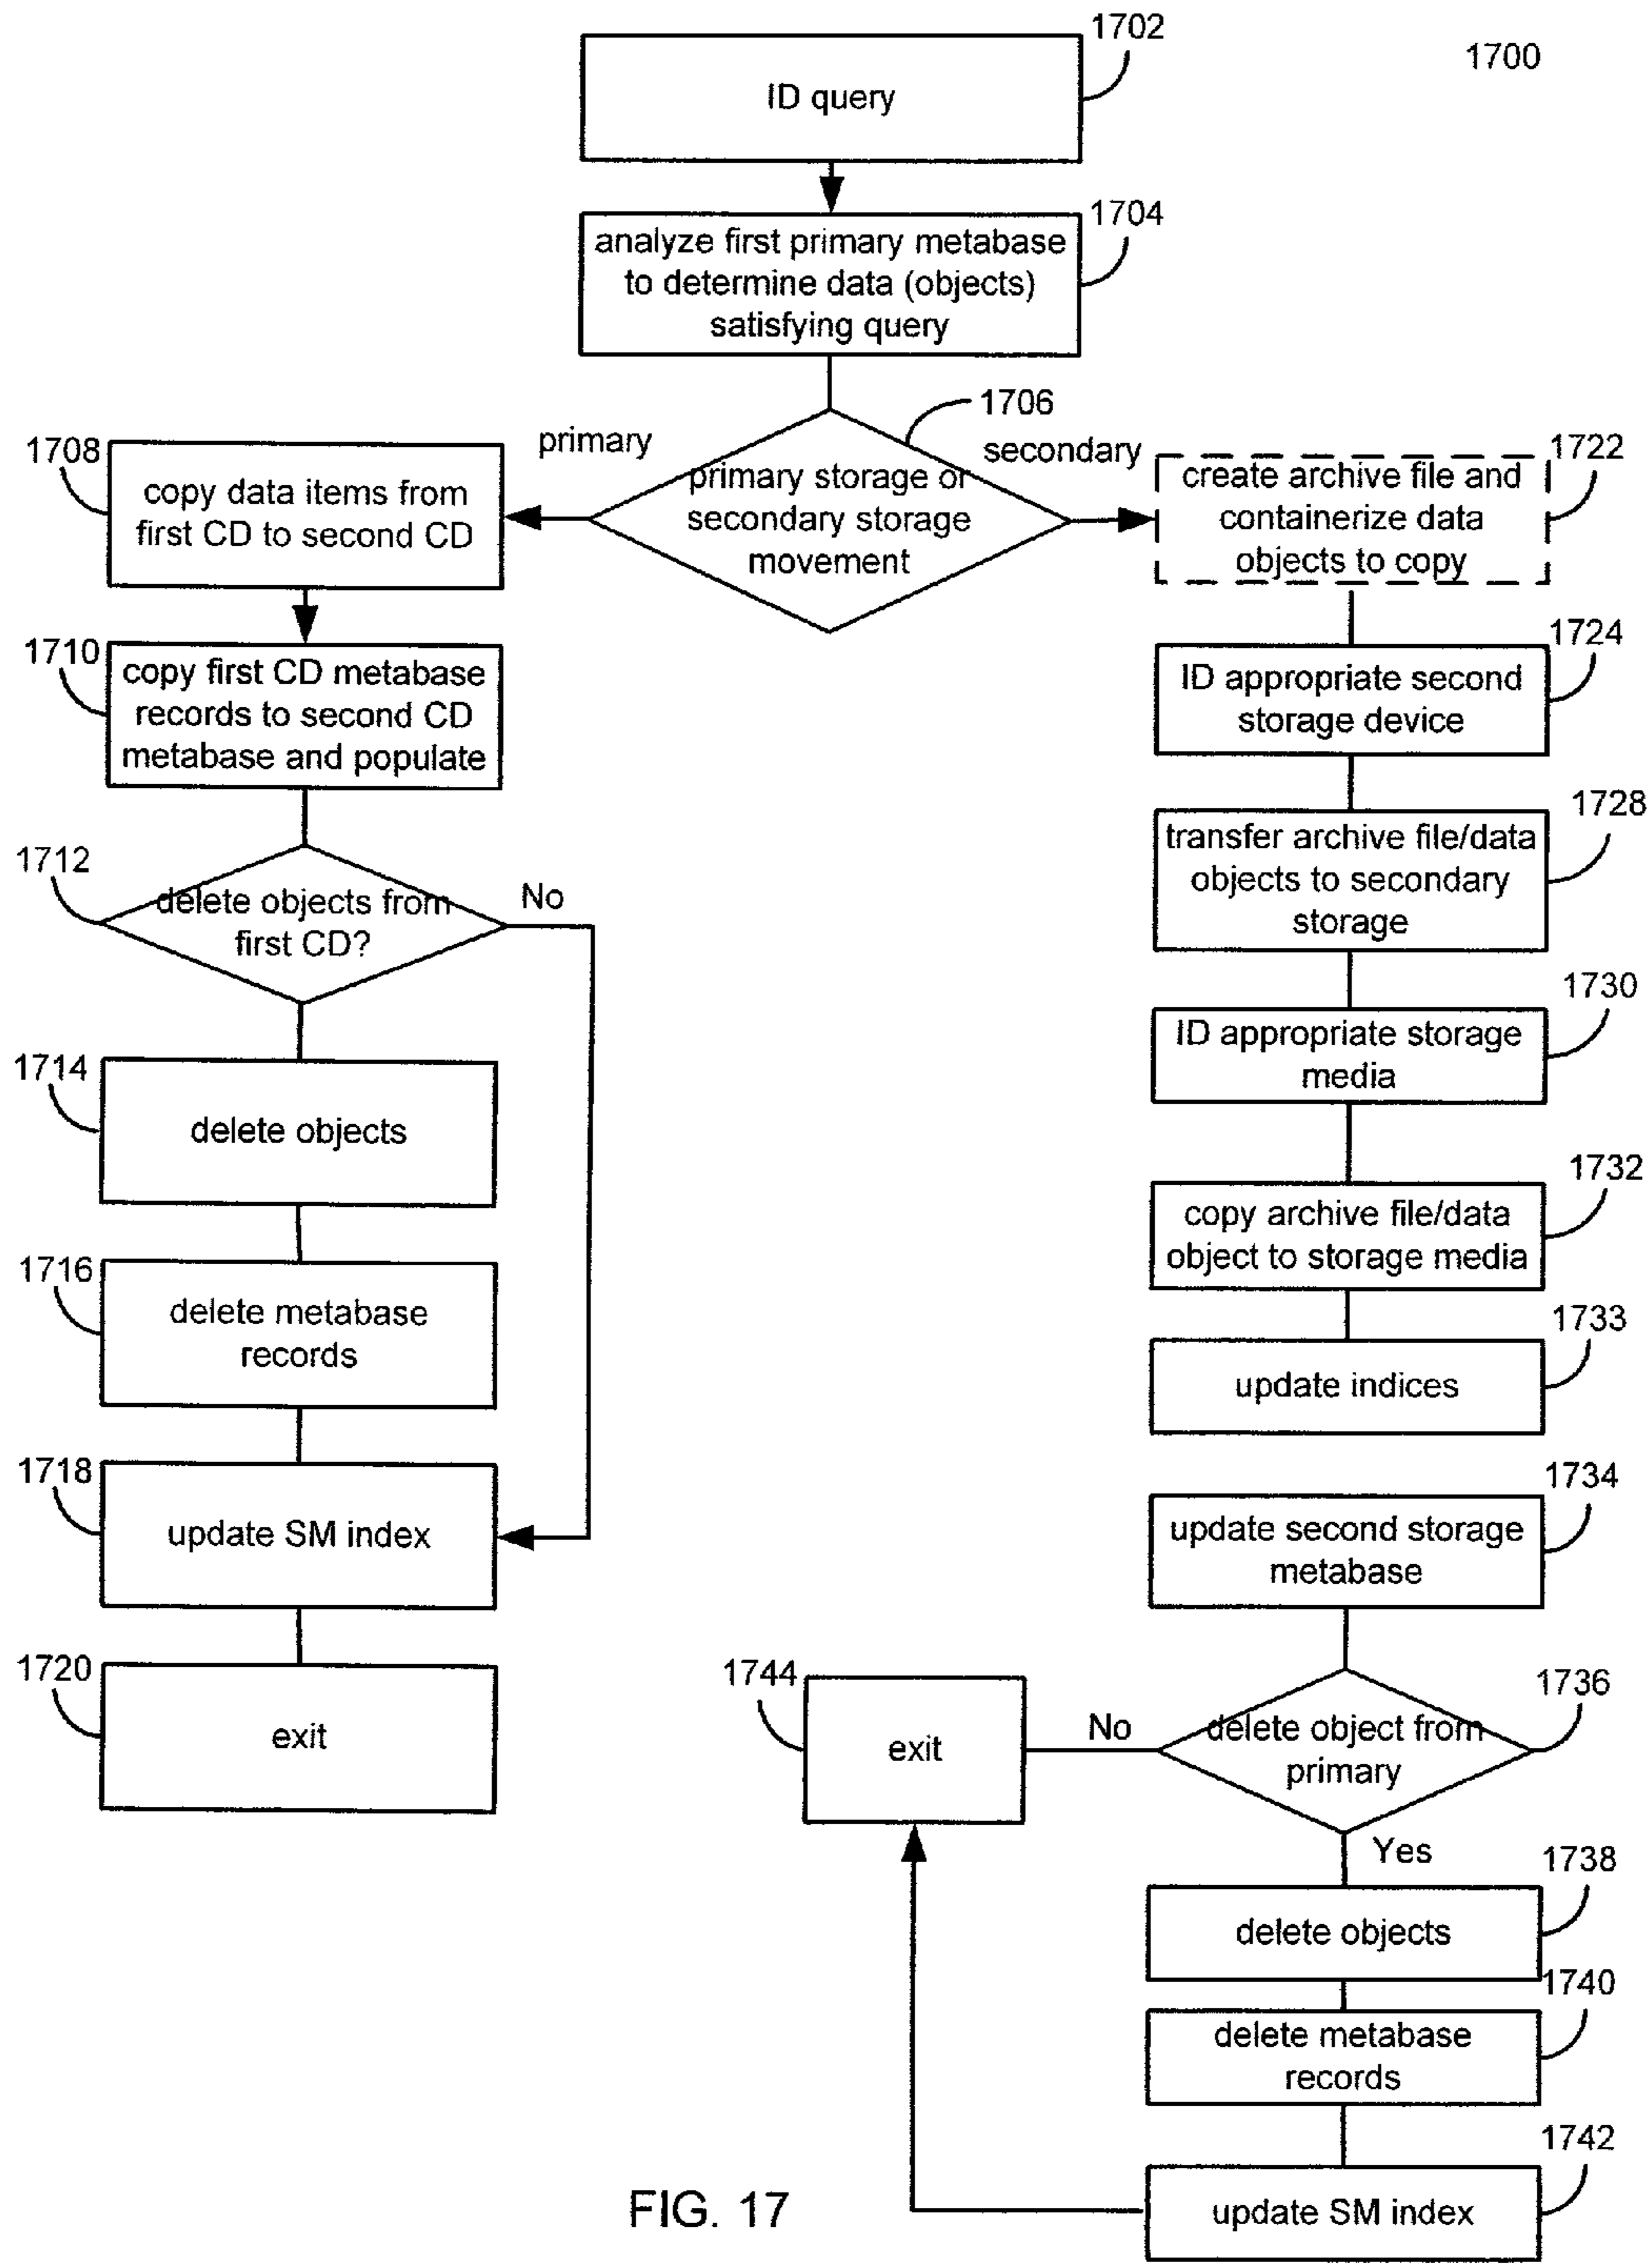 1702
1700
ID query
1704
analyze first primary metabase
to determine data (objects)
satisfying query
1706
primary
secondary
primary storage or
secondary storage
movement
1708
copy data items from
first CD to second CD
1722
create archive file and
containerize data
objects to copy
1710
copy first CD metabase
records to second CD
metabase and populate
1724
ID appropriate second
storage device
1728
transfer archive file/data
objects to secondary
storage
1712
delete objects from
first CD?
No
1730
ID appropriate storage
media
1714
delete objects
1732
copy archive file/data
object to storage media
1716
delete metabase
records
1733
update indices
1718
update SM index
1734
update second storage
metabase
1720
exit
1744
exit
No
1736
delete object from
primary
Yes
1738
delete objects
1740
delete metabase
records
1742
update SM index
FIG. 17